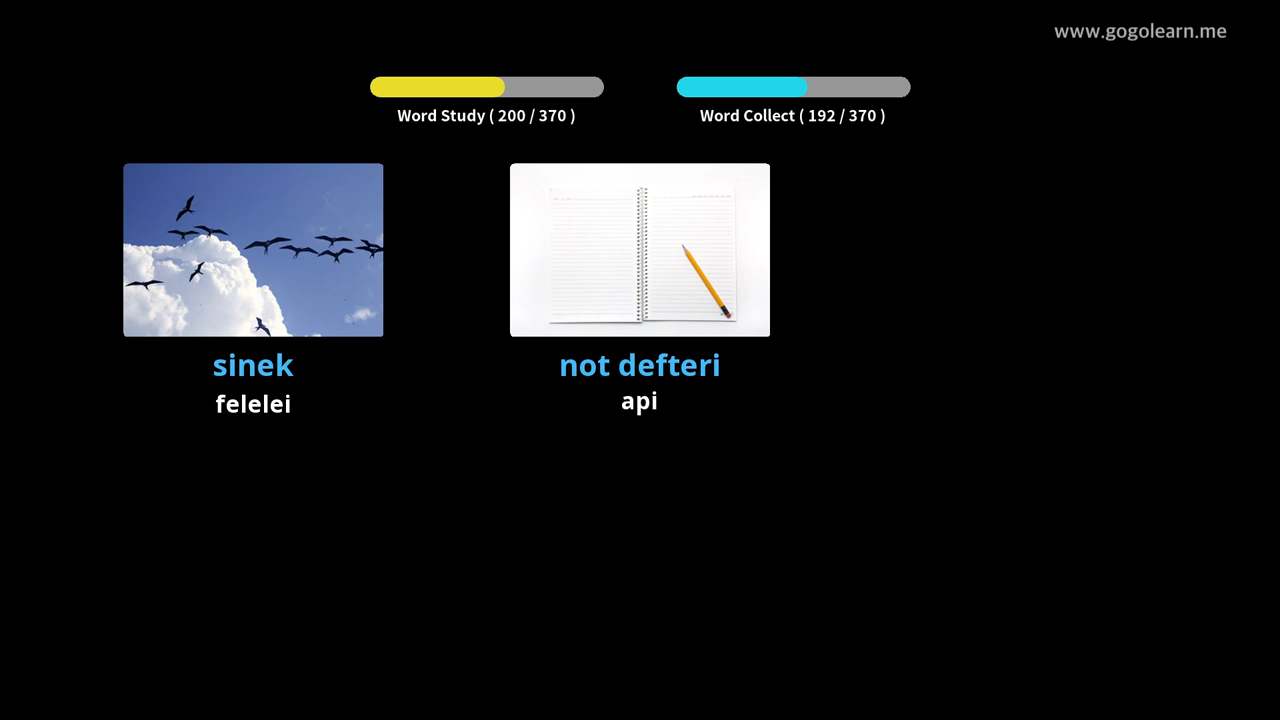 www.gogolearn.me
Word Study ( 200 / 370 )
Word Collect ( 192 / 370 )
sinek
felelei
not defteri
api